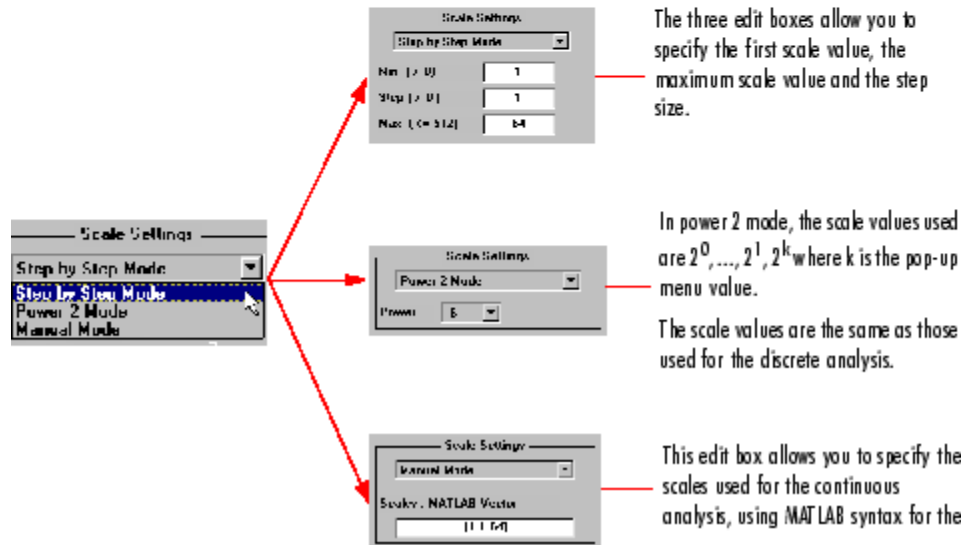 Scale Settings
Step by Step Mode
Min (> 0) 1
Step (> 0) 1
Max (<= 512) 64
The three edit boxes allow you to
specify the first scale value, the
maximum scale value and the step
size.
Scale Settings
Step by Step Mode
Step by Step Mode
Power 2 Mode
Manual Mode
Scale Settings
Power 2 Mode
Power
In power 2 mode, the scale values used
are 2⁰, ..., 2¹, 2ᵏ where k is the pop-up
menu value.
The scale values are the same as those
used for the discrete analysis.
Scale Settings
Manual Mode
MATLAB Vector
This edit box allows you to specify the
scales used for the continuous
analysis, using MATLAB syntax for the